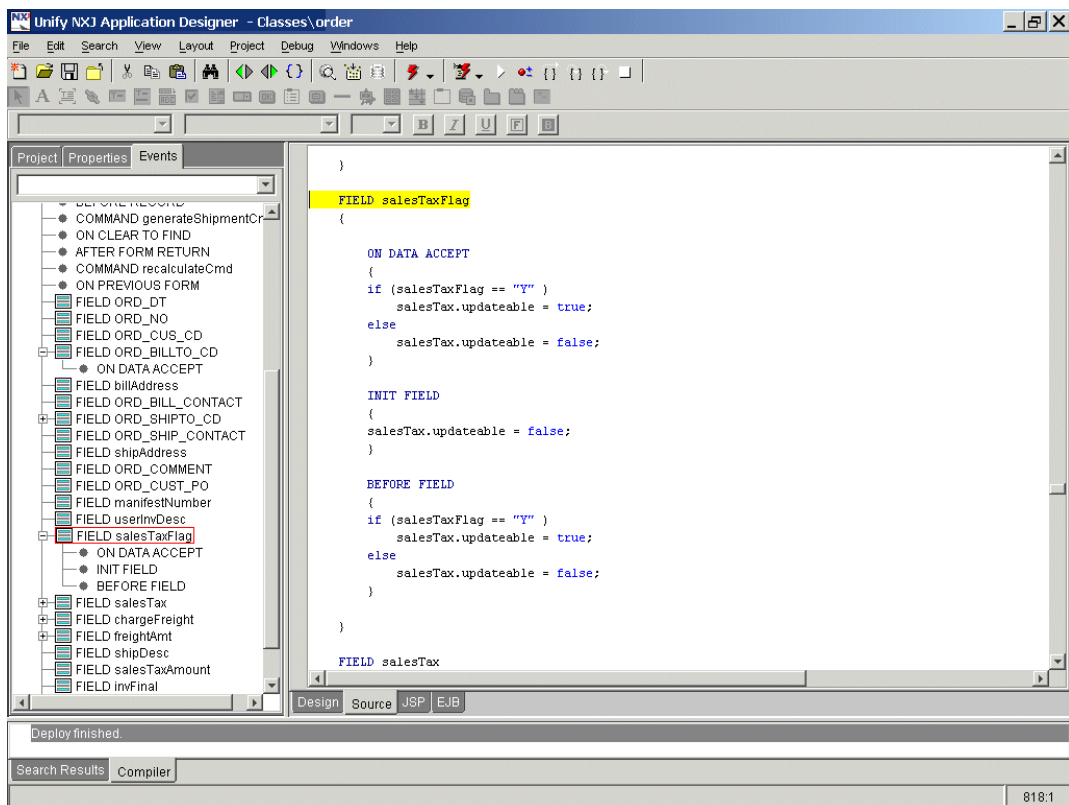 Unify NXJ Application Designer - Classes\order
File Edit Search View Layout Project Debug Windows Help
Project Properties Events
COMMAND generateShipmentCr
ON CLEAR TO FIND
AFTER FORM RETURN
COMMAND recalculateCmd
ON PREVIOUS FORM
FIELD ORD_DT
FIELD ORD_NO
FIELD ORD_CUS_CD
FIELD ORD_BILLTO_CD
ON DATA ACCEPT
FIELD billAddress
FIELD ORD_BILL_CONTACT
FIELD ORD_SHIPTO_CD
FIELD ORD_SHIP_CONTACT
FIELD shipAddress
FIELD ORD_COMMENT
FIELD ORD_CUST_PO
FIELD manifestNumber
FIELD userInvDesc
FIELD salesTaxFlag
ON DATA ACCEPT
INIT FIELD
BEFORE FIELD
FIELD salesTax
FIELD chargeFreight
FIELD freightAmt
FIELD shipDesc
FIELD salesTaxAmount
FIELD invFinal
}
FIELD salesTaxFlag
{
ON DATA ACCEPT
{
if (salesTaxFlag == "Y" )
salesTax.updateable = true;
else
salesTax.updateable = false;
}
INIT FIELD
{
salesTax.updateable = false;
}
BEFORE FIELD
{
if (salesTaxFlag == "Y" )
salesTax.updateable = true;
else
salesTax.updateable = false;
}
}
FIELD salesTax
Design Source JSP EJB
Deploy finished.
Search Results Compiler
818:1